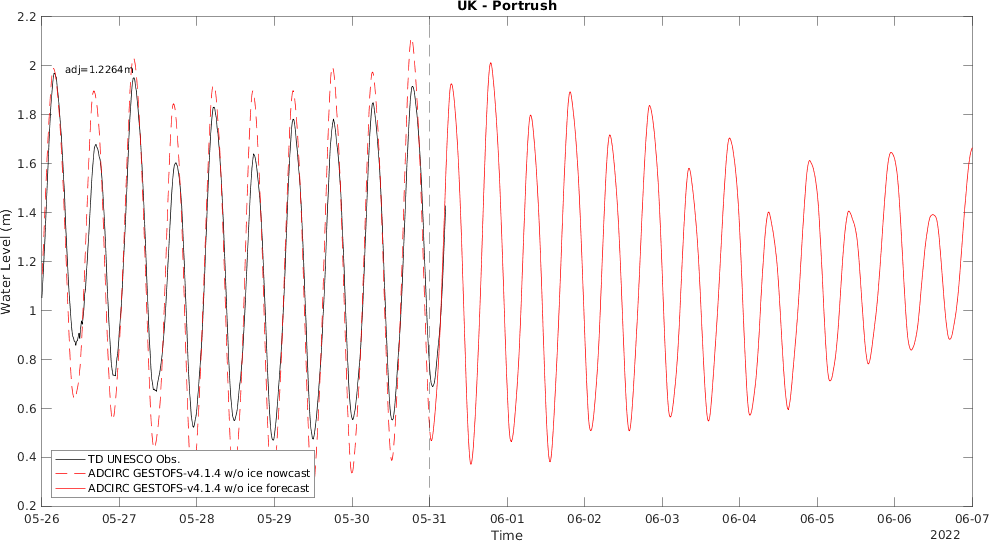 UK - Portrush
2.2
2
1.8
1.6
1.4
1.2
1
0.8
0.6
0.4
0.2
Water Level (m)
adj=1.2264m
TD UNESCO Obs.
ADCIRC GESTOFS-v4.1.4 w/o ice nowcast
ADCIRC GESTOFS-v4.1.4 w/o ice forecast
05-26 05-27 05-28 05-29 05-30 05-31 06-01 06-02 06-03 06-04 06-05 06-06 06-07
Time
2022